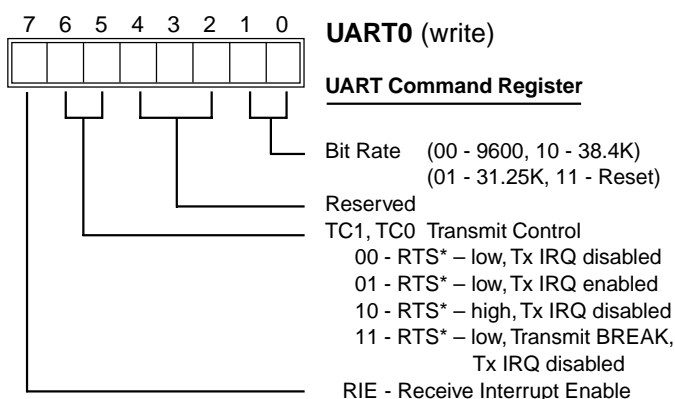 7 6 5 4 3 2 1 0
UART0 (write)
UART Command Register
Bit Rate (00 - 9600, 10 - 38.4K)
(01 - 31.25K, 11 - Reset)
Reserved
TC1, TC0 Transmit Control
00 - RTS* – low, Tx IRQ disabled
01 - RTS* – low, Tx IRQ enabled
10 - RTS* – high, Tx IRQ disabled
11 - RTS* – low, Transmit BREAK,
Tx IRQ disabled
RIE - Receive Interrupt Enable